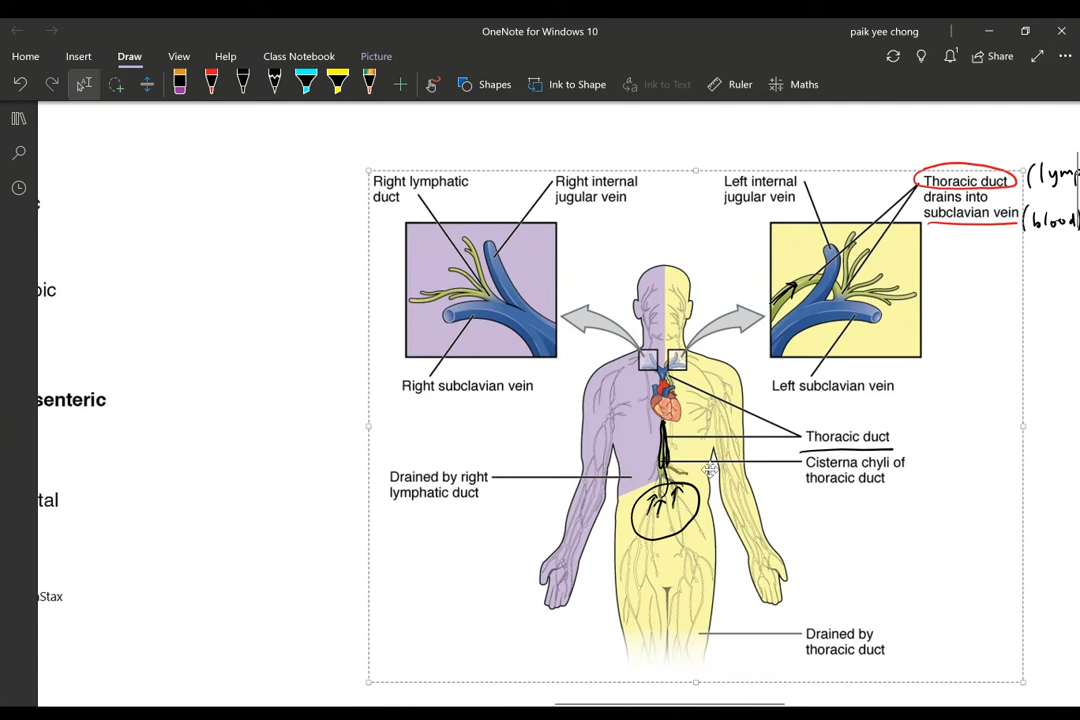 OneNote for Windows 10
paik yee chong
Home
Insert
Draw
View
Help
Class Notebook
Picture
Share
Shapes
Ink to Shape
Ink to Text
Ruler
Maths
Right lymphatic
duct
Right internal
jugular vein
Left internal
jugular vein
Thoracic duct
drains into
subclavian vein
(lymp
(blood)
Right subclavian vein
Left subclavian vein
Thoracic duct
Cisterna chyli of
thoracic duct
Drained by right
lymphatic duct
Drained by
thoracic duct
senteric